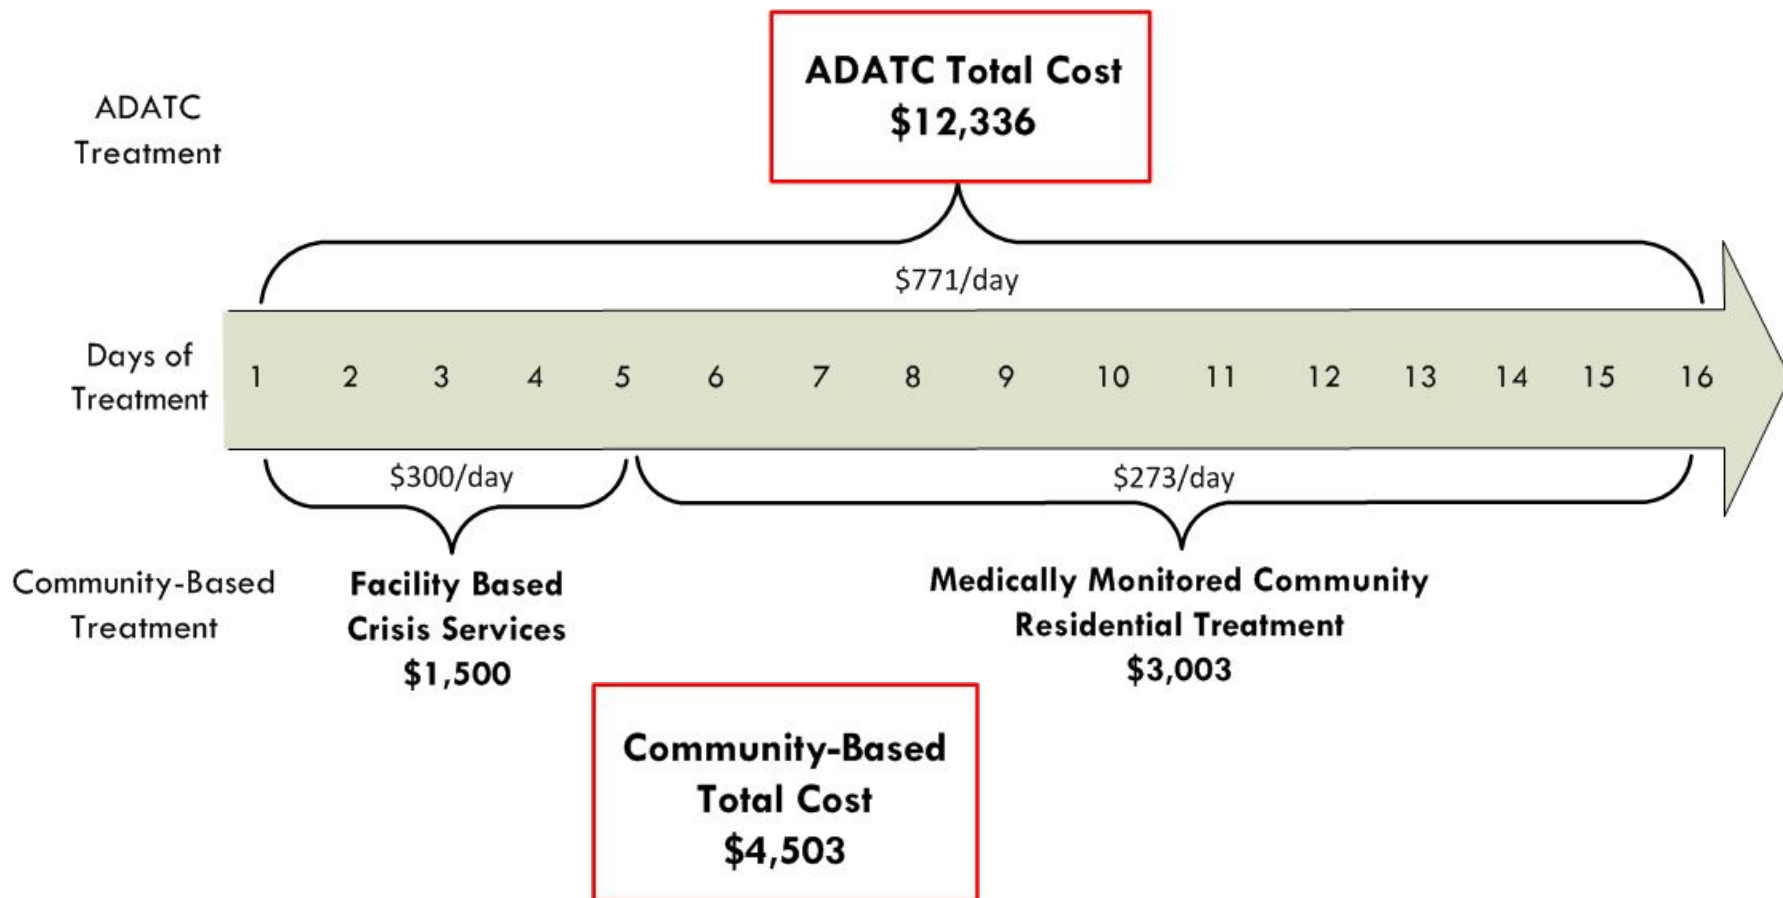 ADATC Total Cost
$12,336
ADATC
Treatment
$771/day
Days of
Treatment
1 2 3 4 5 6 7 8 9 10 11 12 13 14 15 16
$300/day
$273/day
Community-Based
Treatment
Facility Based
Crisis Services
$1,500
Medically Monitored Community
Residential Treatment
$3,003
Community-Based
Total Cost
$4,503